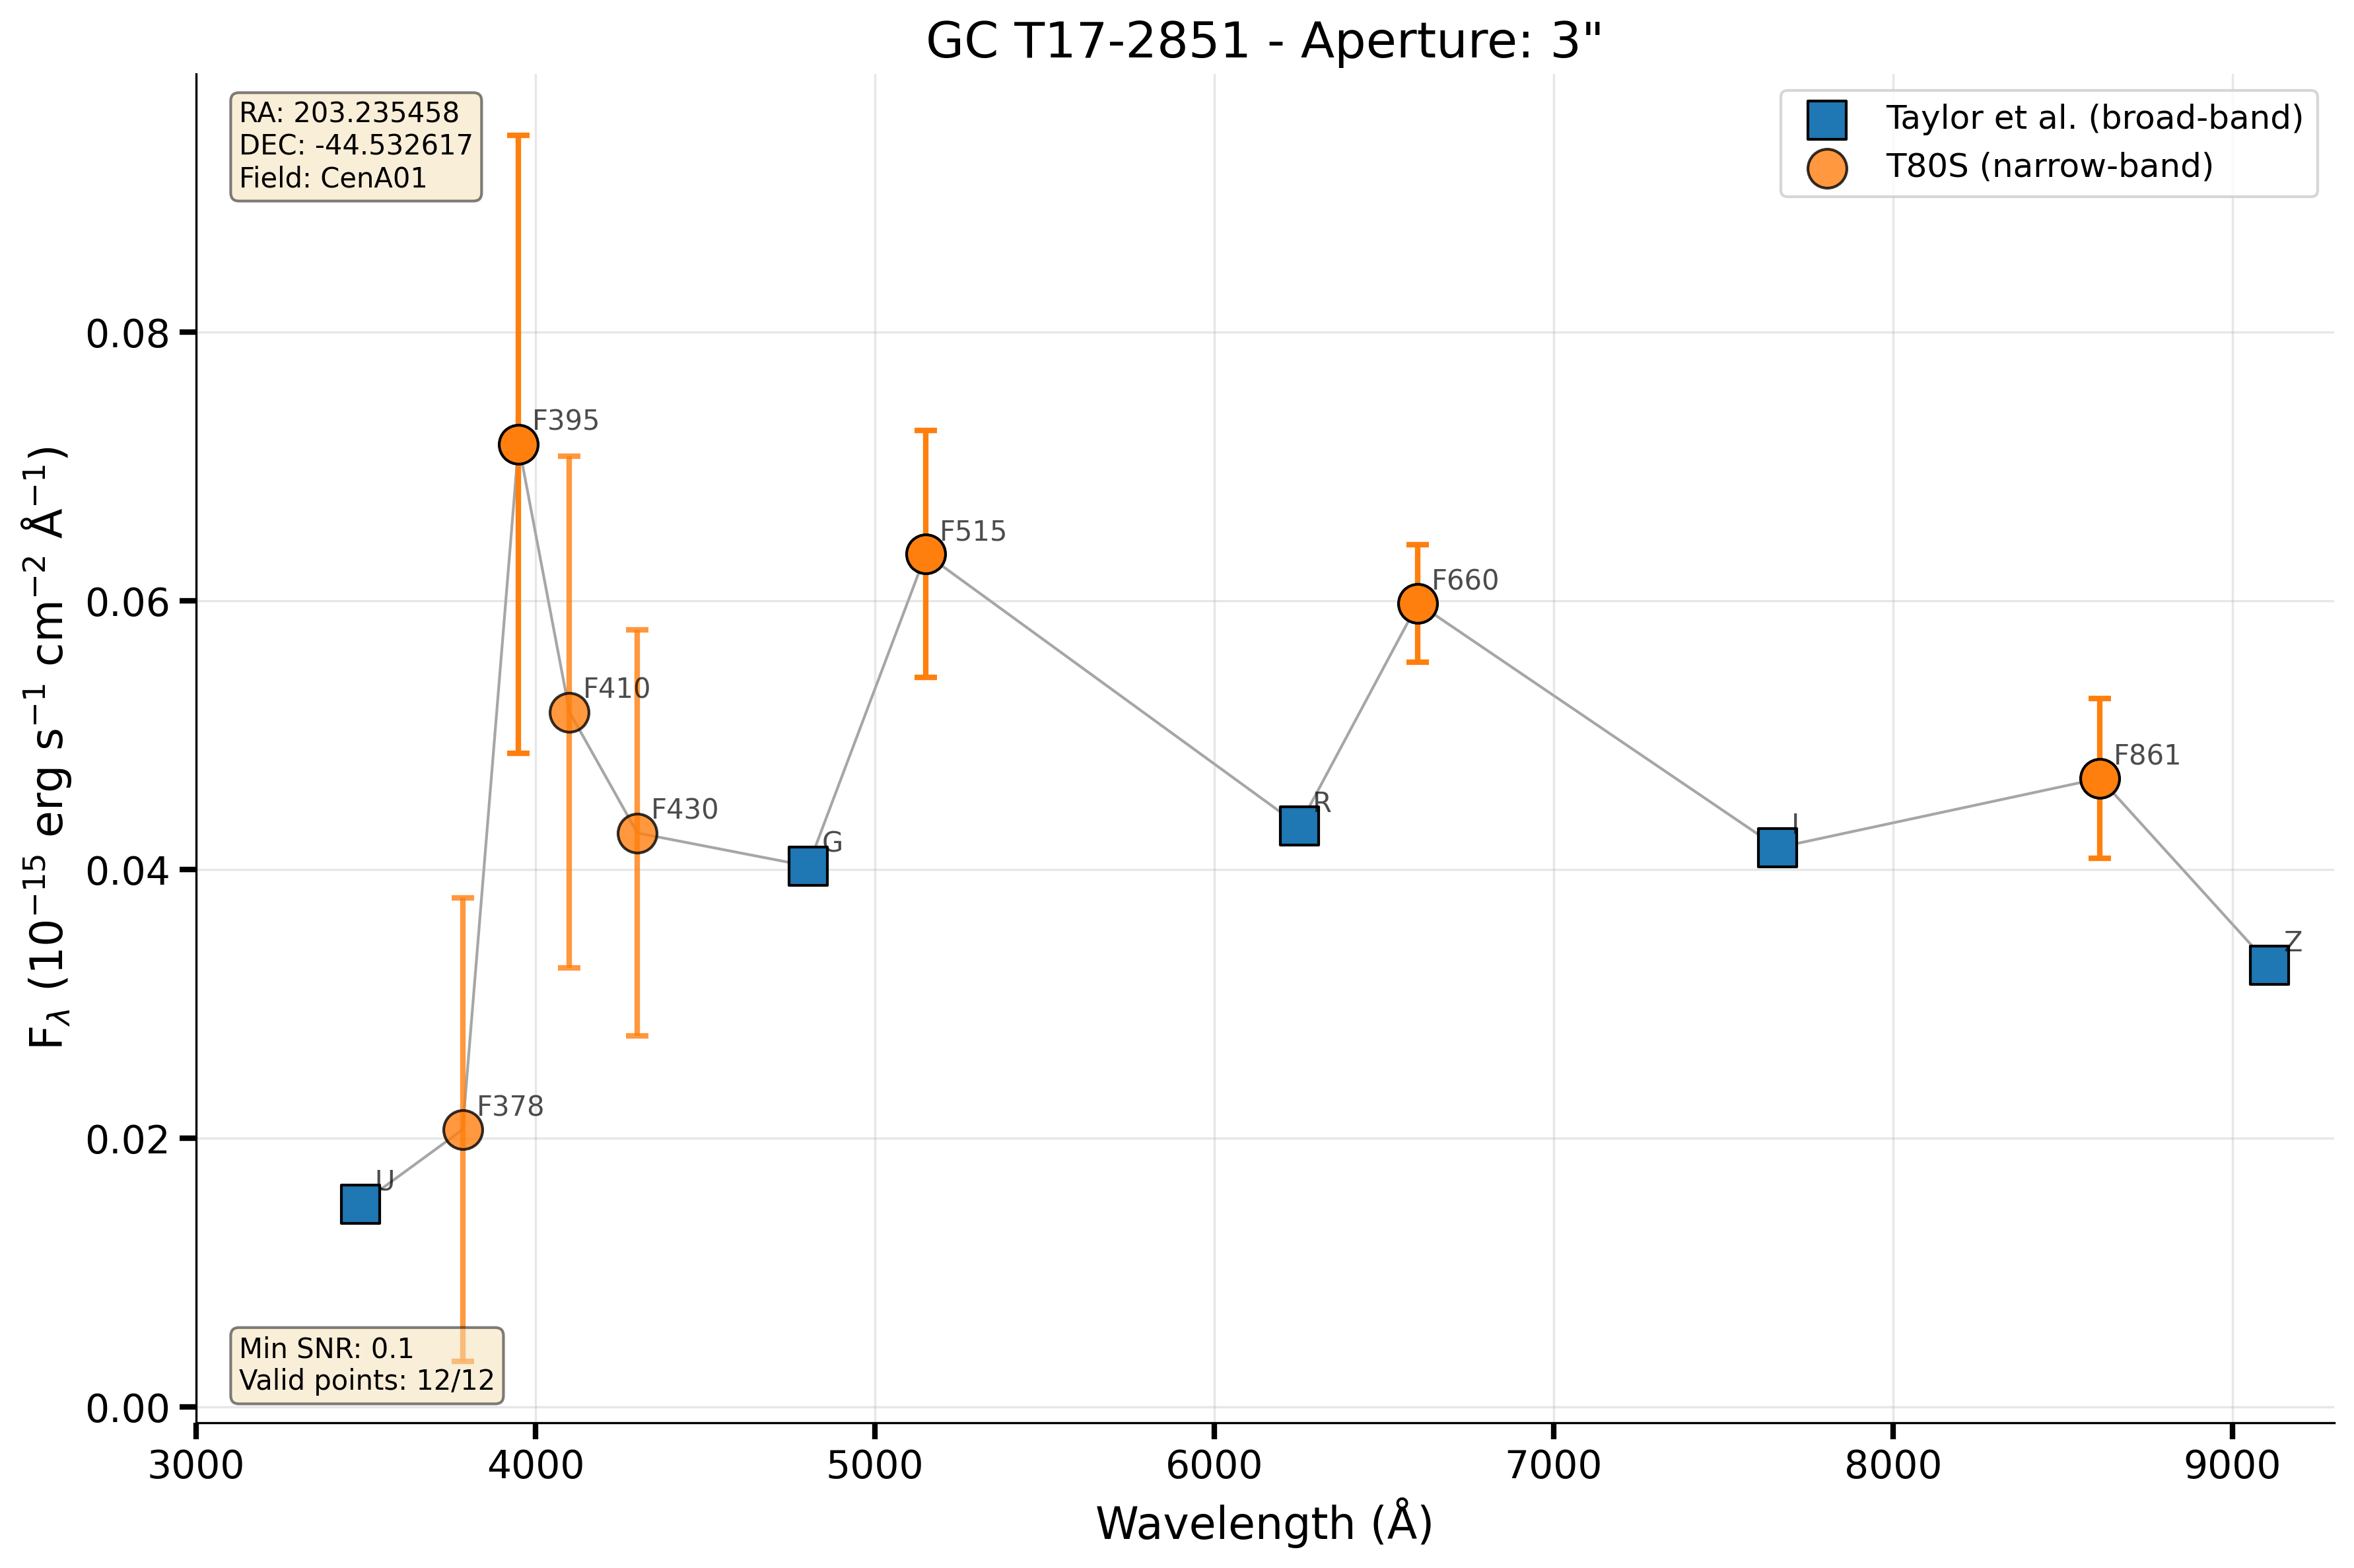 GC T17-2851 - Aperture: 3"
RA: 203.235458
DEC: -44.532617
Field: CenA01
Taylor et al. (broad-band)
T80S (narrow-band)
F395
F410
F430
F515
F660
F861
F378
U
G
R
I
Z
Min SNR: 0.1
Valid points: 12/12
0.08
0.06
0.04
0.02
0.00
3000 4000 5000 6000 7000 8000 9000
Wavelength (Å)
F$_{λ}$ (10$^{−15}$ erg s$^{−1}$ cm$^{−2}$ Å$^{−1}$)